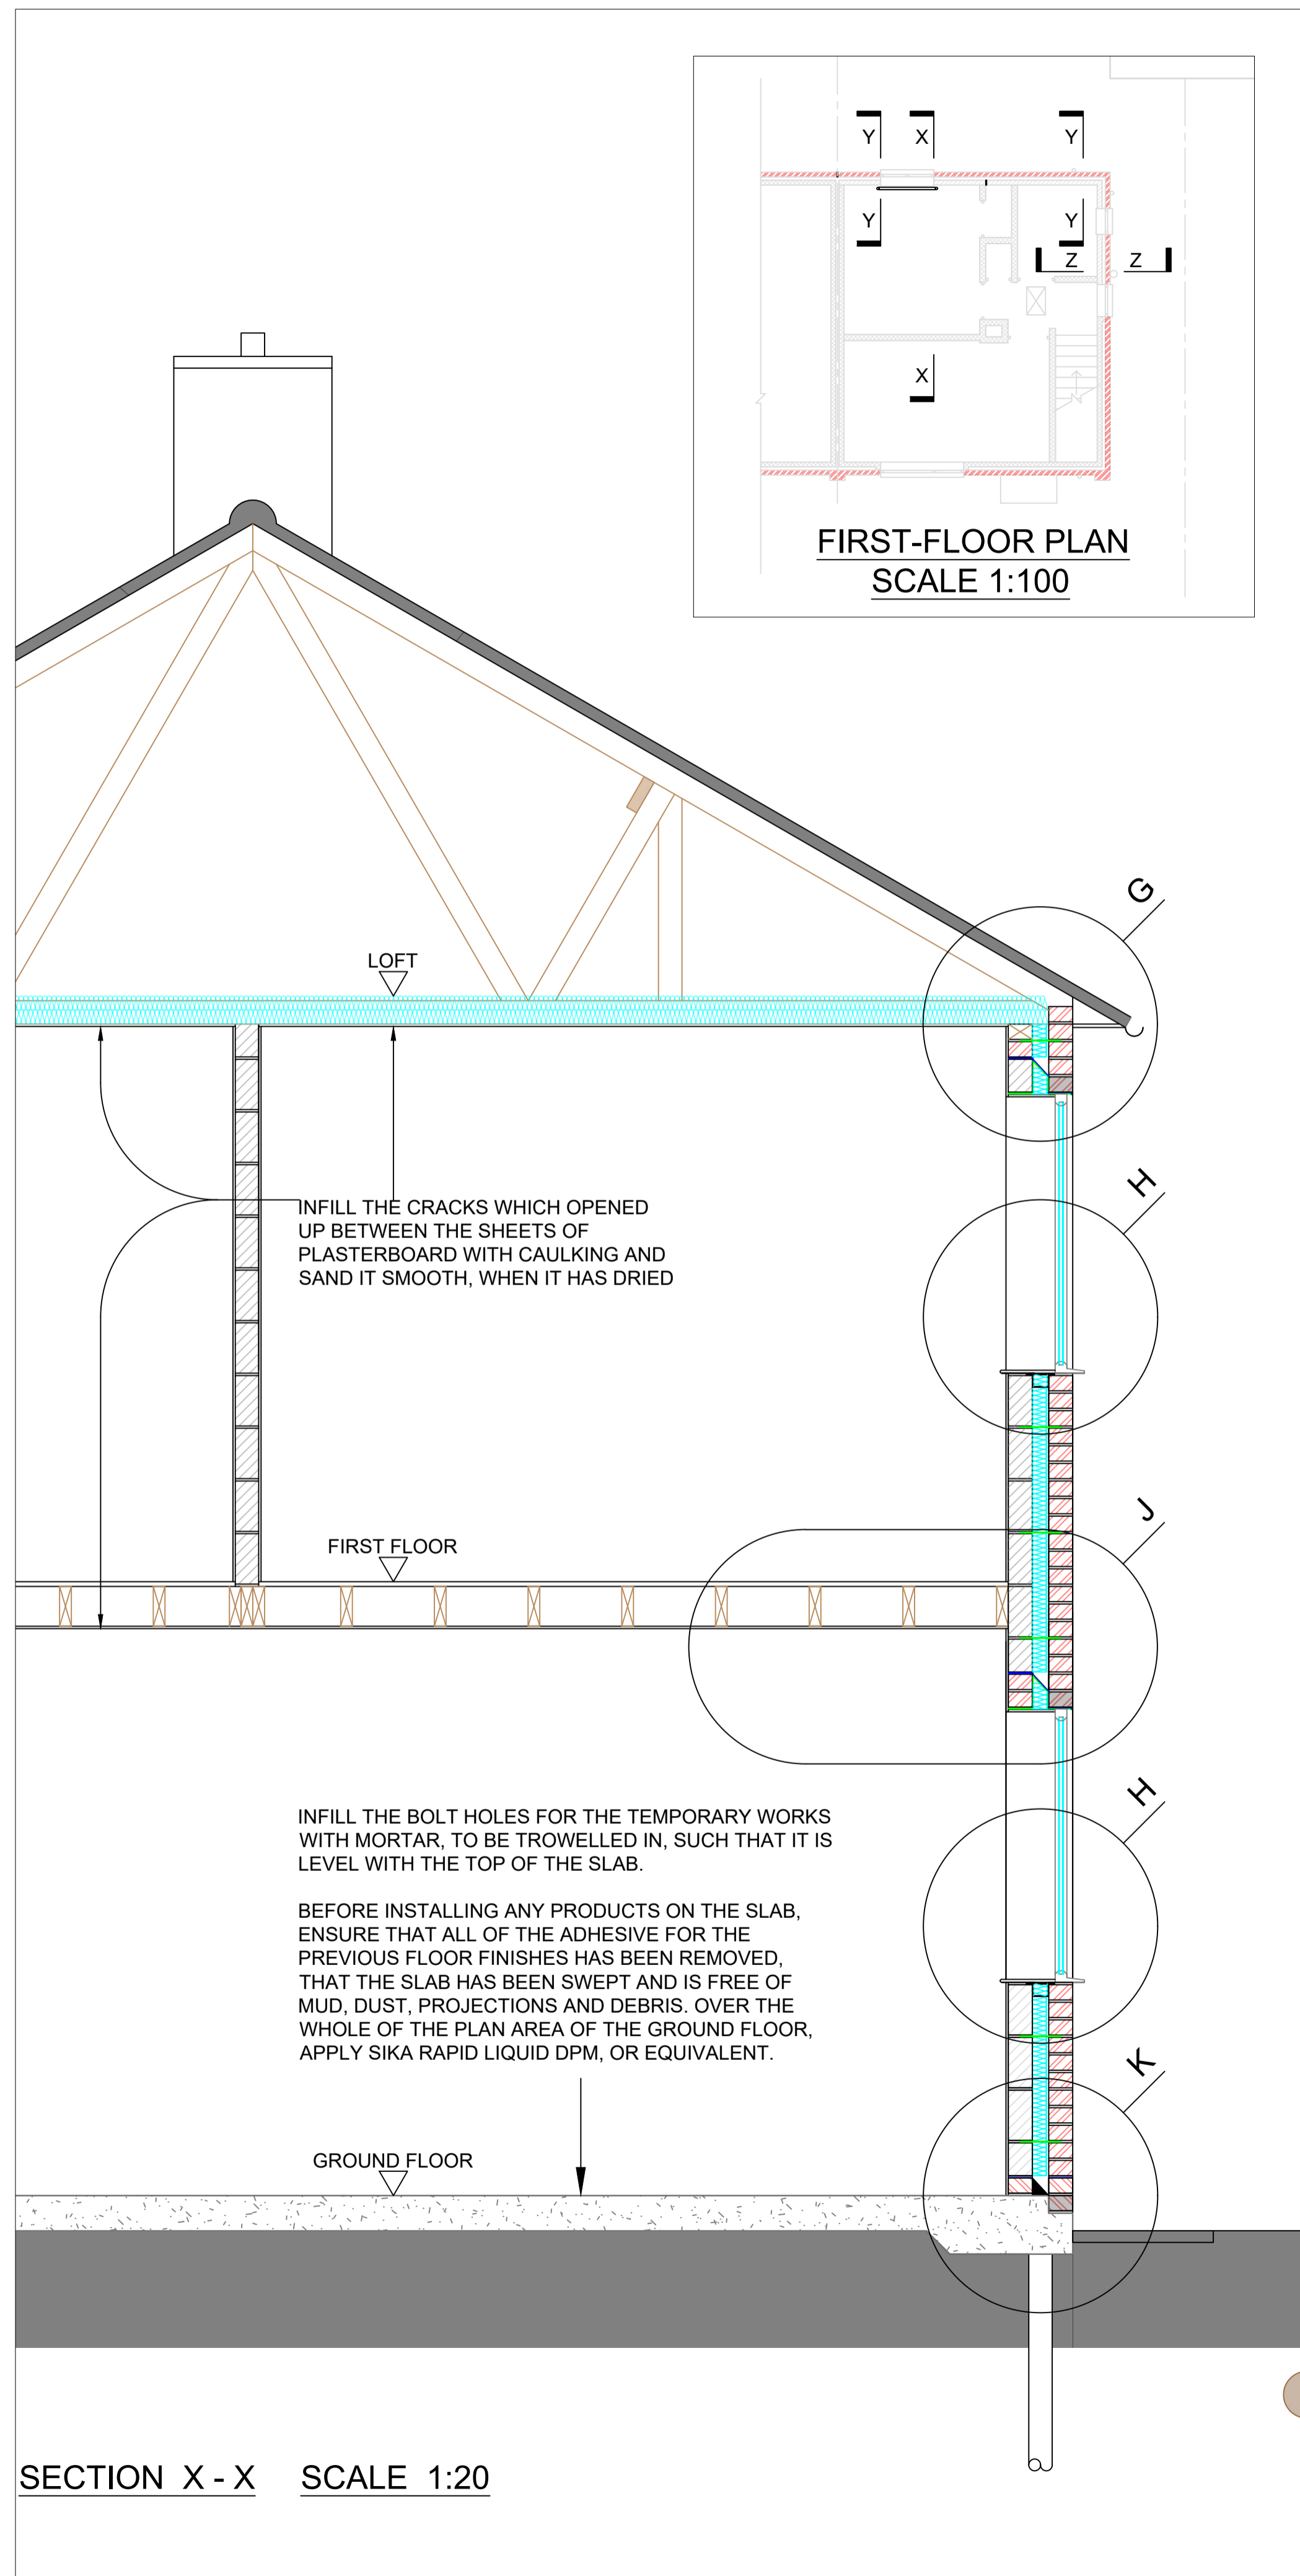 Y
X
Y
Y
Y
Z
Z
X
FIRST-FLOOR PLAN
SCALE 1:100
G
LOFT
H
INFILL THE CRACKS WHICH OPENED
UP BETWEEN THE SHEETS OF
PLASTERBOARD WITH CAULKING AND
SAND IT SMOOTH, WHEN IT HAS DRIED
J
FIRST FLOOR
H
INFILL THE BOLT HOLES FOR THE TEMPORARY WORKS
WITH MORTAR, TO BE TROWELLED IN, SUCH THAT IT IS
LEVEL WITH THE TOP OF THE SLAB.
BEFORE INSTALLING ANY PRODUCTS ON THE SLAB,
ENSURE THAT ALL OF THE ADHESIVE FOR THE
PREVIOUS FLOOR FINISHES HAS BEEN REMOVED,
THAT THE SLAB HAS BEEN SWEPT AND IS FREE OF
MUD, DUST, PROJECTIONS AND DEBRIS. OVER THE
WHOLE OF THE PLAN AREA OF THE GROUND FLOOR,
APPLY SIKA RAPID LIQUID DPM, OR EQUIVALENT.
K
GROUND FLOOR
SECTION X - X SCALE 1:20